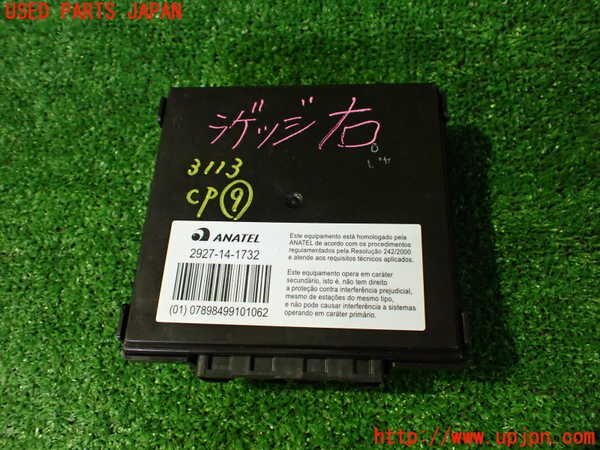 USED PARTS JAPAN
シゲッジ 右
3113
CP⑨
ANATEL
2927-14-1732
(01) 07898499101062
Este equipamento está homologado pela
ANATEL de acordo com os procedimentos
regulamentados pela Resolução 242/2000
e atende aos requisitos técnicos aplicados.
Este equipamento opera em caráter
secundário, isto é, não tem direito
a proteção contra interferência prejudicial,
mesmo de estações do mesmo tipo,
e não pode causar interferência a sistemas
operando em caráter primário.
http://www.upjpn.com/